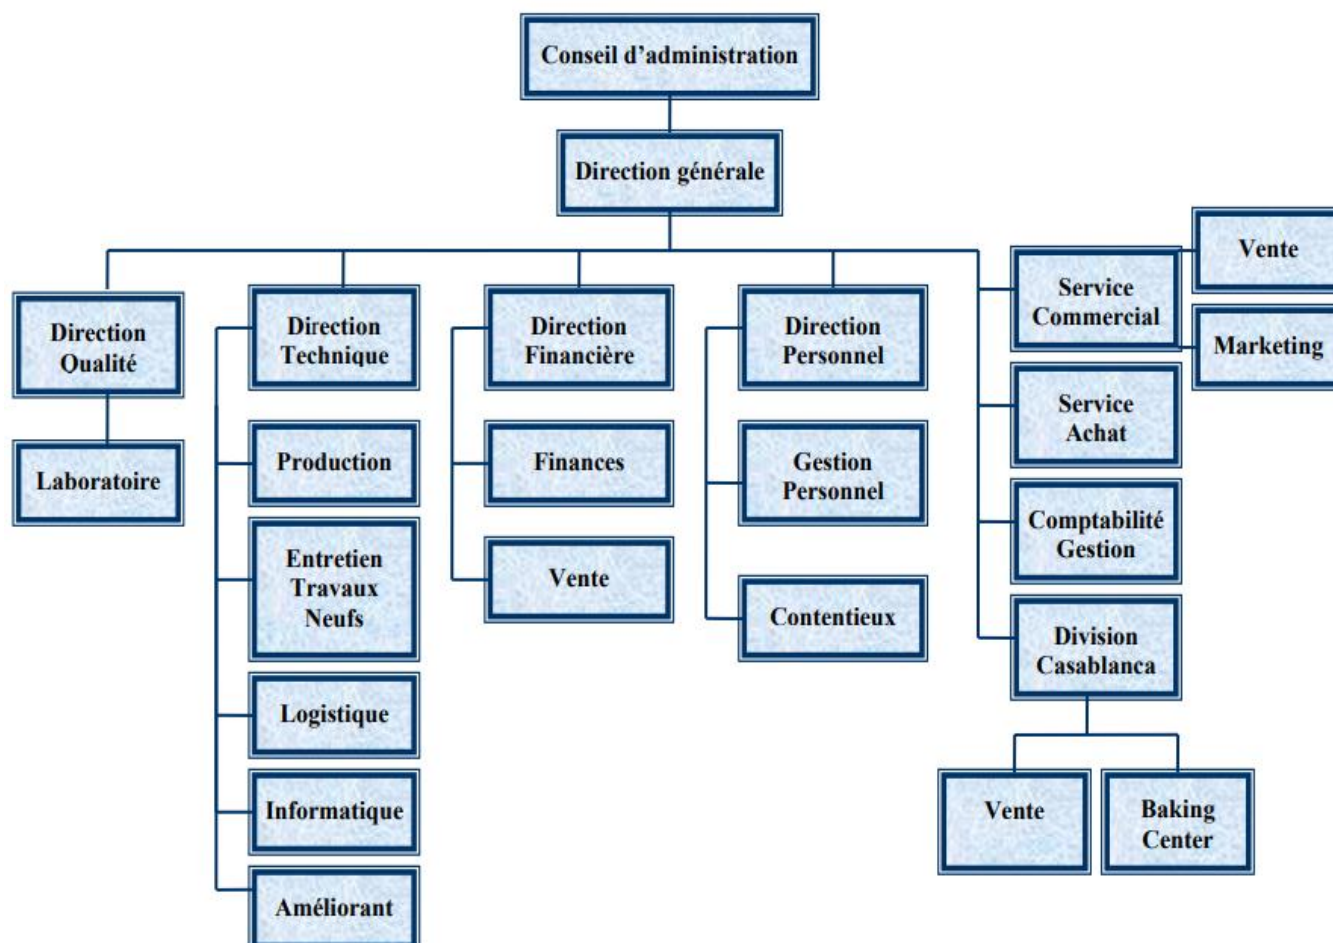 Conseil d'administration
Direction générale
Direction
Qualité
Laboratoire
Direction
Technique
Production
Entretien
Travaux
Neufs
Logistique
Informatique
Améliorant
Direction
Financière
Finances
Vente
Direction
Personnel
Gestion
Personnel
Contentieux
Service
Commercial
Vente
Marketing
Service
Achat
Comptabilité
Gestion
Division
Casablanca
Vente
Baking
Center